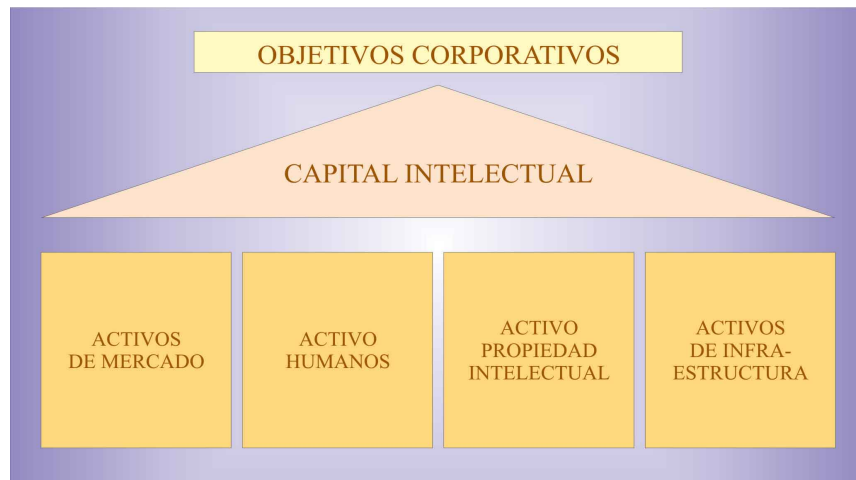 OBJETIVOS CORPORATIVOS
CAPITAL INTELECTUAL
ACTIVOS
DE MERCADO
ACTIVO
HUMANOS
ACTIVO
PROPIEDAD
INTELECTUAL
ACTIVOS
DE INFRA-
ESTRUCTURA